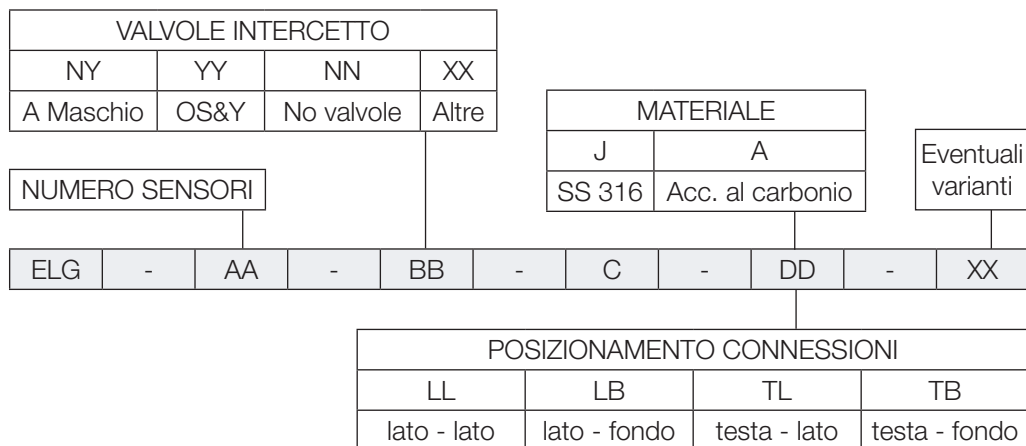 VALVOLE INTERCETTO
NY YY NN XX
A Maschio OS&Y No valvole Altre
MATERIALE
J A
SS 316 Acc. al carbonio
Eventuali
varianti
NUMERO SENSORI
ELG - AA - BB - C - DD - XX
POSIZIONAMENTO CONNESSIONI
LL LB TL TB
lato - lato lato - fondo testa - lato testa - fondo